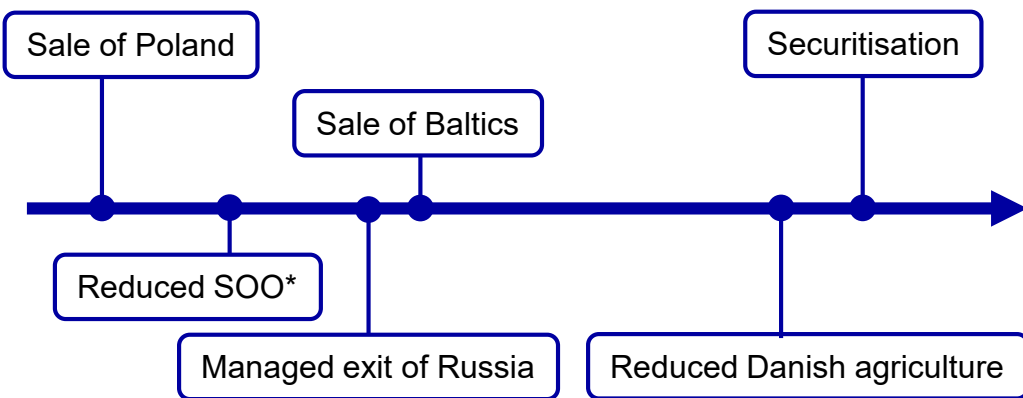 Sale of Poland
Securitisation
Sale of Baltics
Reduced SOO*
Managed exit of Russia
Reduced Danish agriculture